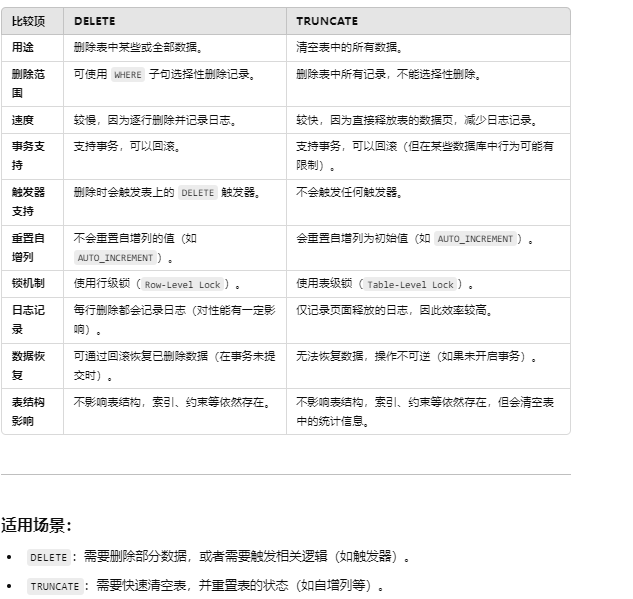 比较项 DELETE TRUNCATE
用途 删除表中某些或全部数据。 清空表中的所有数据。
删除范 可使用 WHERE 子句选择性删除记录。 删除表中所有记录，不能选择性删除。
围
速度 较慢，因为逐行删除并记录日志。 较快，因为直接释放表的数据页，减少日志记录。
事务支 支持事务，可以回滚。 支持事务，可以回滚（但在某些数据库中行为可能有
持 限制）。
触发器 删除时会触发表上的 DELETE 触发器。 不会触发任何触发器。
支持
重置自 不会重置自增列的值（如 会重置自增列为初始值（如 AUTO_INCREMENT ）。
增列 AUTO_INCREMENT ）。
锁机制 使用行级锁（ Row-Level Lock ）。 使用表级锁（ Table-Level Lock ）。
日志记 每行删除都会记录日志（对性能有一定影 仅记录页面释放的日志，因此效率较高。
录 响）。
数据恢 可通过回滚恢复已删除数据（在事务未提 无法恢复数据，操作不可逆（如果未开启事务）。
复 交时）。
表结构 不影响表结构，索引、约束等依然存在。 不影响表结构，索引、约束等依然存在，但会清空表
影响 中的统计信息。
适用场景：
• DELETE ：需要删除部分数据，或者需要触发相关逻辑（如触发器）。
• TRUNCATE ：需要快速清空表，并重置表的状态（如自增列等）。